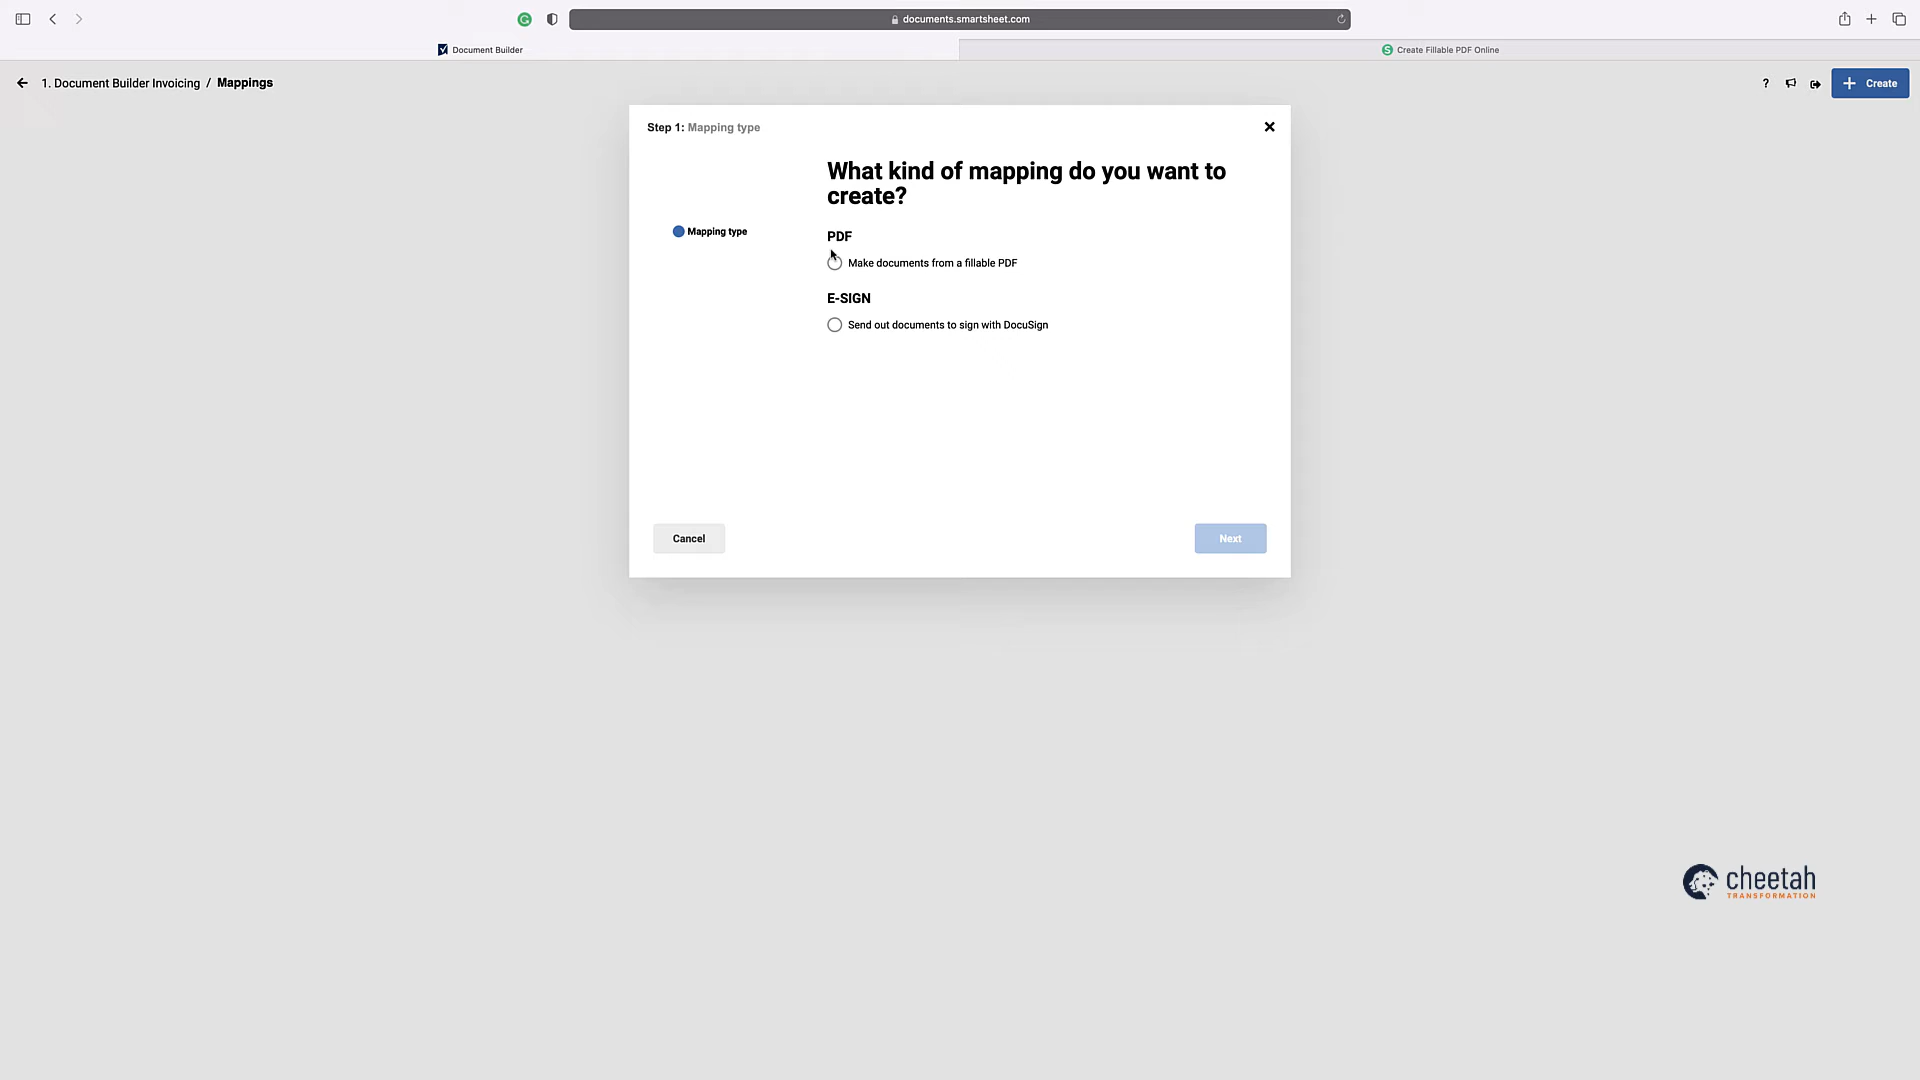 documents.smartsheet.com
Document Builder
Create Fillable PDF Online
1. Document Builder Invoicing / Mappings
?
Create
Step 1: Mapping type
What kind of mapping do you want to
create?
Mapping type
PDF
Make documents from a fillable PDF
E-SIGN
Send out documents to sign with DocuSign
Cancel
Next
cheetah
TRANSFORMATION